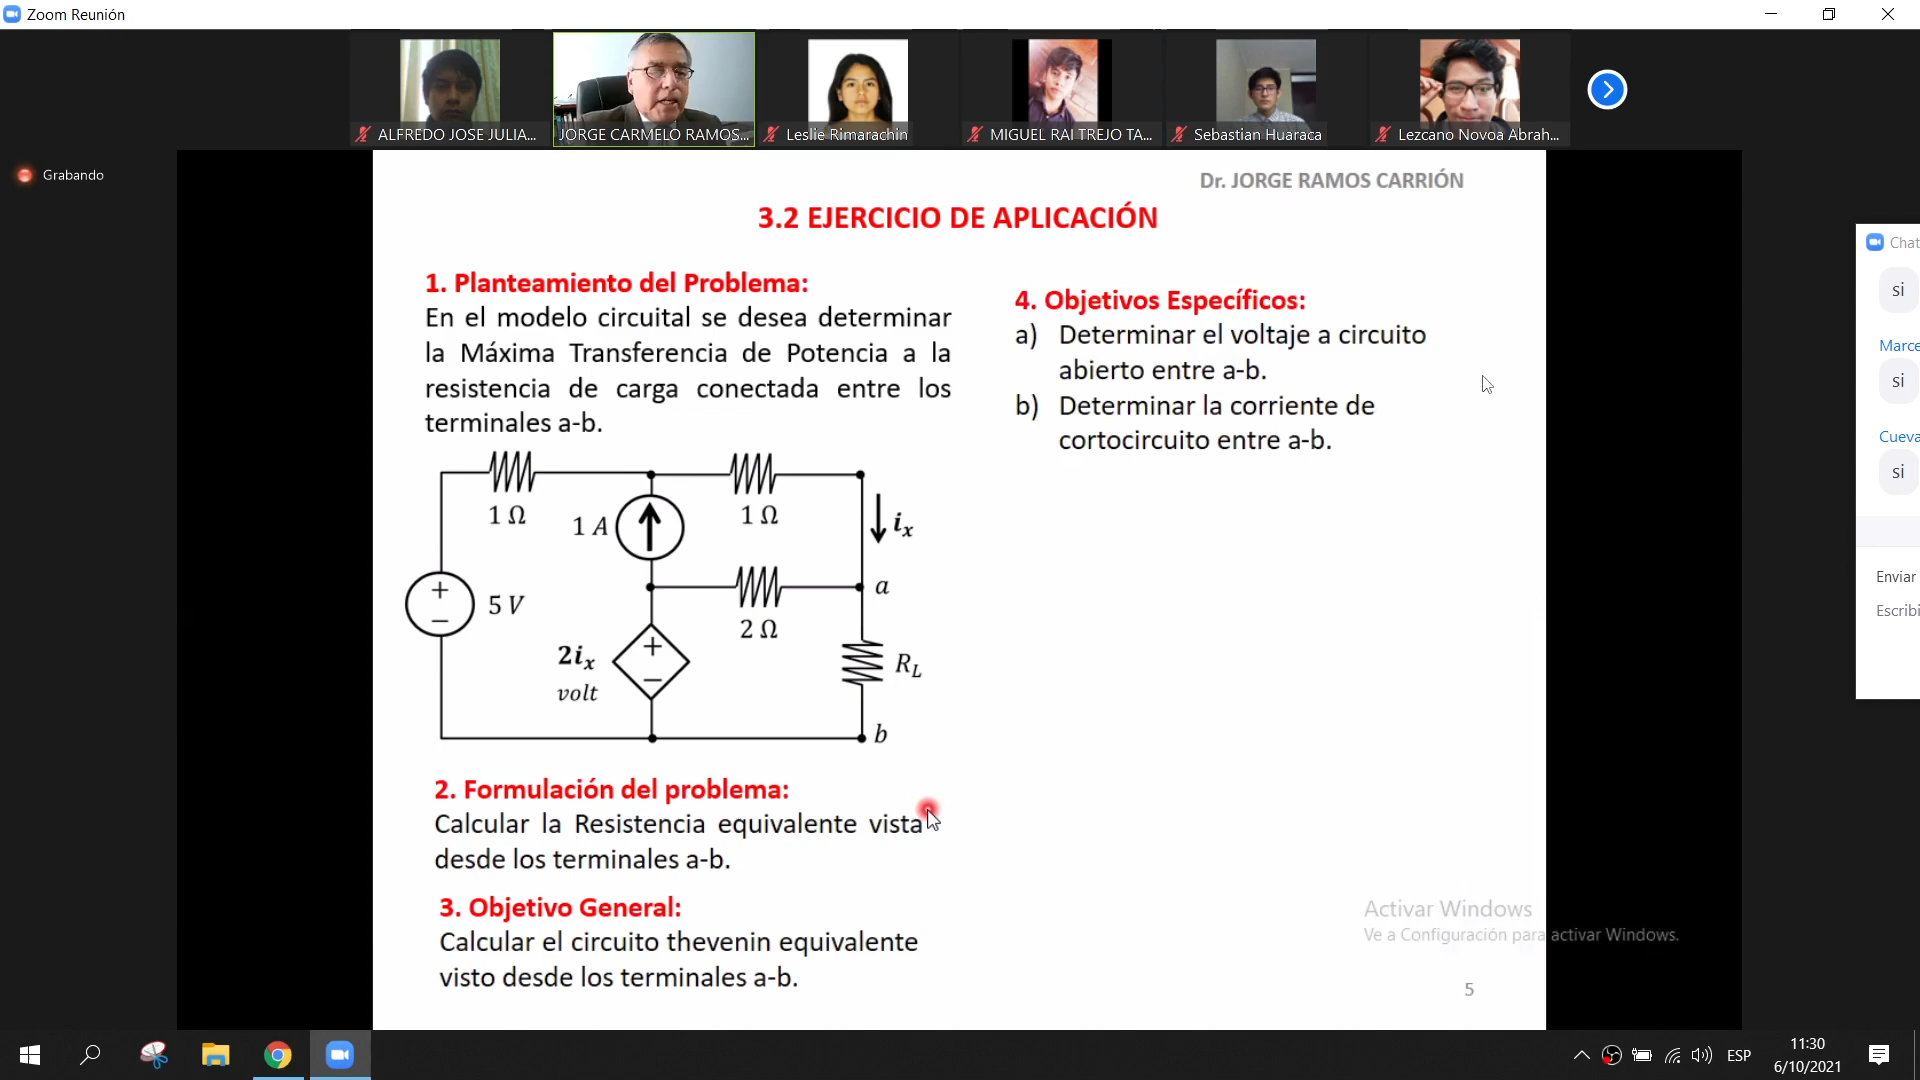 Zoom Reunión
ALFREDO JOSE JULIA...
JORGE CARMELO RAMOS...
Leslie Rimarachin
MIGUEL RAI TREJO TA...
Sebastian Huaraca
Lezcano Novoa Abrah...
Grabando
Dr. JORGE RAMOS CARRIÓN
3.2 EJERCICIO DE APLICACIÓN
1. Planteamiento del Problema:
En el modelo circuital se desea determinar
la Máxima Transferencia de Potencia a la
resistencia de carga conectada entre los
terminales a-b.
1 Ω
1 A
1 Ω
iₓ
5 V
2 Ω
a
2iₓ
volt
R_L
b
2. Formulación del problema:
Calcular la Resistencia equivalente vista
desde los terminales a-b.
3. Objetivo General:
Calcular el circuito thevenin equivalente
visto desde los terminales a-b.
4. Objetivos Específicos:
a) Determinar el voltaje a circuito
abierto entre a-b.
b) Determinar la corriente de
cortocircuito entre a-b.
5
Activar Windows
Ve a Configuración para activar Windows.
Chat
si
Marce
si
Cueva
si
Enviar
Escribi
ESP
11:30
6/10/2021